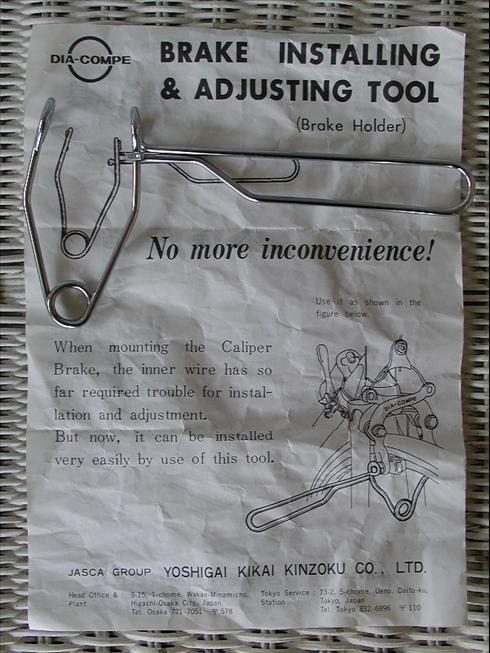 DIA-COMPE
BRAKE INSTALLING
& ADJUSTING TOOL
(Brake Holder)
No more inconvenience!
Use it as shown in the
figure below.
When mounting the Caliper
Brake, the inner wire has so
far required trouble for instal-
lation and adjustment.
But now, it can be installed
very easily by use of this tool.
DIA-COMPE
JASCA GROUP YOSHIGAI KIKAI KINZOKU CO., LTD.
Head Office & : 9-15, 1-chome, Wakae-Minamicho,
Plant Higashi-Osaka City, Japan
Tel. Osaka 721-7051 〒578
Tokyo Service : 13-2, 5-chome, Ueno, Daito-ku,
Station Tokyo, Japan
Tel. Tokyo 832-6896 〒110